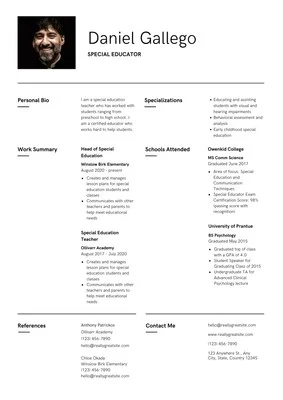 Daniel Gallego
SPECIAL EDUCATOR
Personal Bio
I am a special education
teacher who has worked with
students ranging from
preschool to high school. I
am a certified educator who
works hard to help students.
Specializations
Educating and assisting
students with visual and
hearing impairments
Behavioral assessment and
analysis
Early childhood special
education
Work Summary
Head of Special
Education
Winslow Birk Elementary
August 2020 - present
Creates and manages
lesson plans for special
education students and
classes
Communicates with other
teachers and parents to
help meet educational
needs
Special Education
Teacher
Ollivarr Academy
August 2017 - July 2020
Creates and manages
lesson plans for special
education students and
classes
Communicates with other
teachers and parents to
help meet educational
needs
Schools Attended
Owenkid College
MS Comm Science
Graduated June 2017
Area of focus: Special
Education and
Communication
Techniques
Special Educator Exam
Certification Score: 98%
(passing score with
recognition)
University of Prantus
BS Psychology
Graduated May 2015
Graduated top of class
with a GPA of 4.0
Student Speaker for
Graduating Class of 2015
Undergraduate TA for
Advanced Clinical
Psychology lecture
References
Anthony Patrickus
Ollivarr Academy
(123) 456-7890
hello@reallygreatsite.com
Chloe Okada
Winslow Birk Elementary
(123) 456-7890
hello@reallygreatsite.com
Contact Me
hello@reallygreatsite.com
www.reallygreatsite.com
(123) 456-7890
123 Anywhere St., Any
City, State, Country 12345